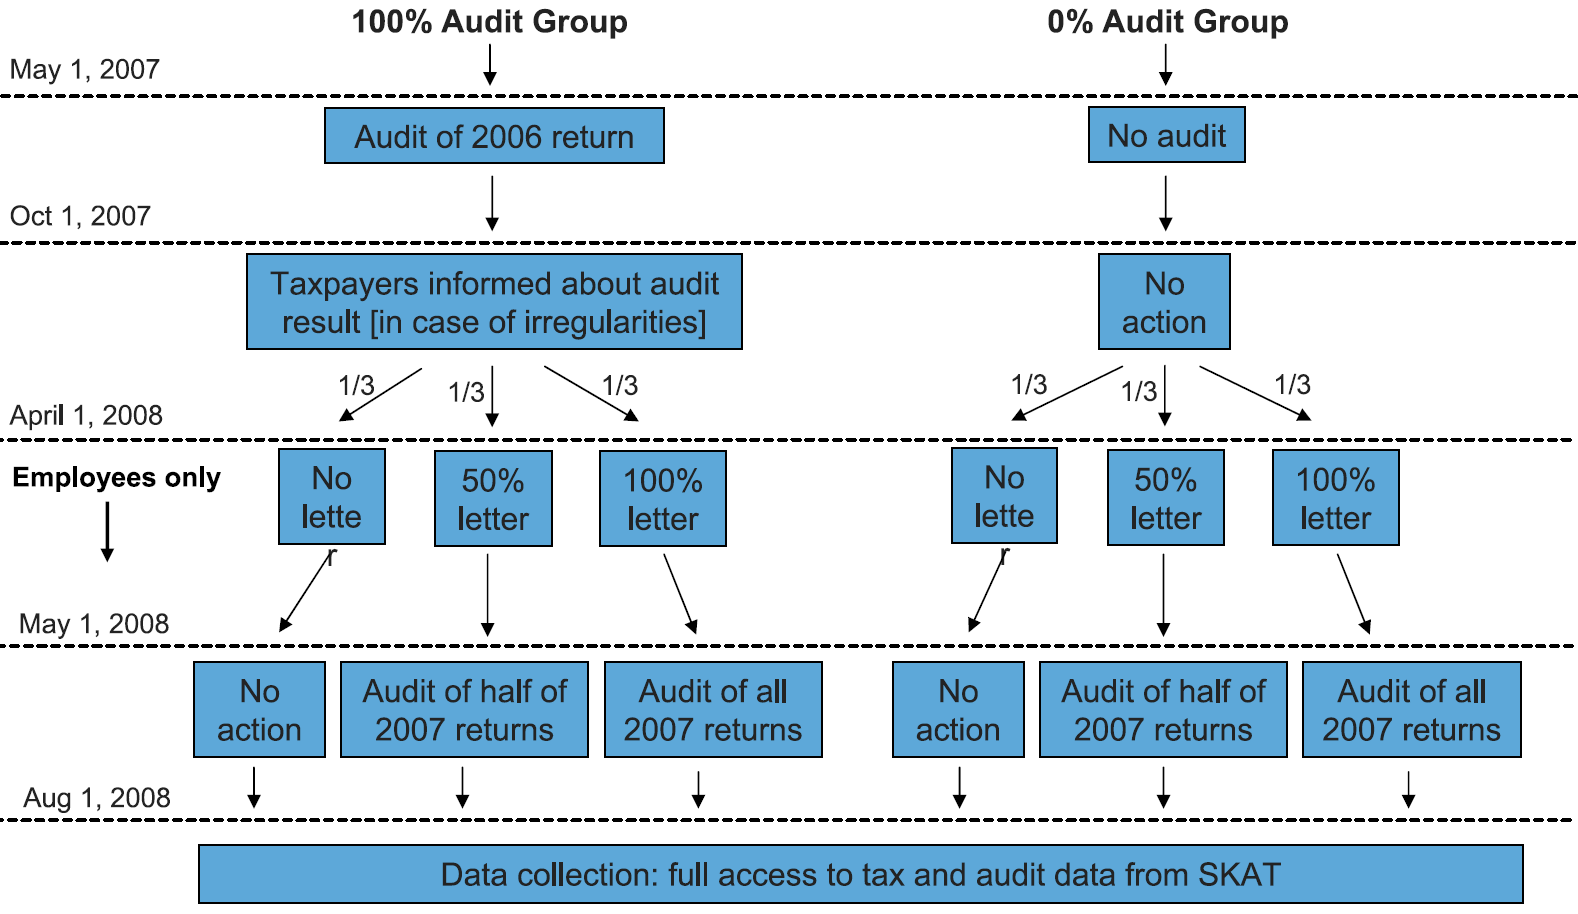 100% Audit Group
0% Audit Group
May 1, 2007
Audit of 2006 return
No audit
Oct 1, 2007
Taxpayers informed about audit
result [in case of irregularities]
No
action
1/3
1/3
1/3
1/3
1/3
1/3
April 1, 2008
Employees only
No
lette
r
50%
letter
100%
letter
No
lette
r
50%
letter
100%
letter
May 1, 2008
No
action
Audit of half of
2007 returns
Audit of all
2007 returns
No
action
Audit of half of
2007 returns
Audit of all
2007 returns
Aug 1, 2008
Data collection: full access to tax and audit data from SKAT